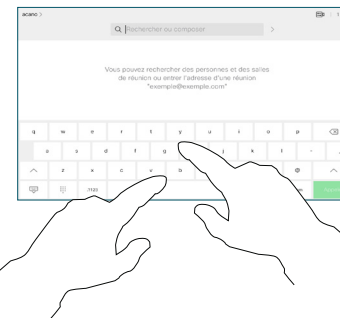 acano >
Rechercher ou composer >
Vous pouvez rechercher des personnes et des salles
de réunion ou entrer l'adresse d'une réunion
"exemple@exemple.com"
q w e r t y u i o p
a s d f g j k l -
z x c v b @
.123